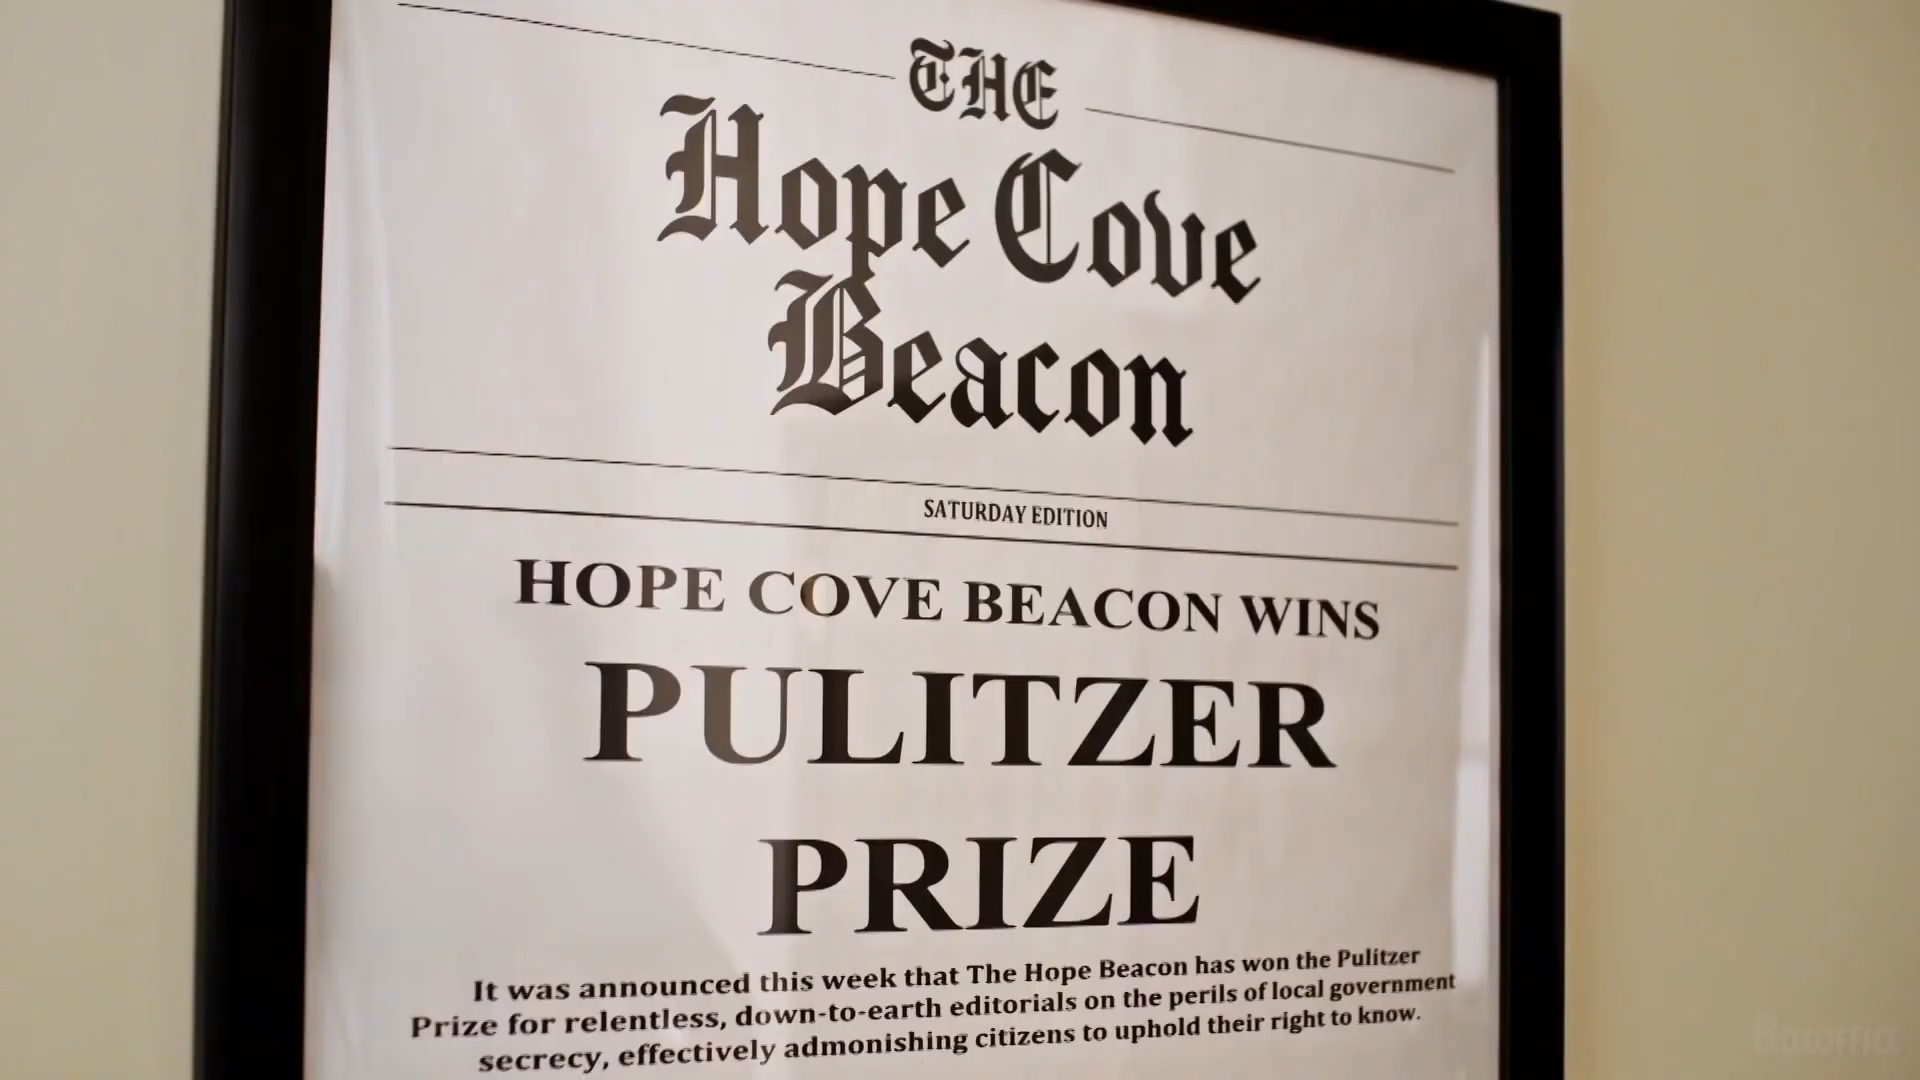 THE
Hope Cove
Beacon
SATURDAY EDITION
HOPE COVE BEACON WINS
PULITZER
PRIZE
It was announced this week that The Hope Beacon has won the Pulitzer
Prize for relentless, down-to-earth editorials on the perils of local government
secrecy, effectively admonishing citizens to uphold their right to know.